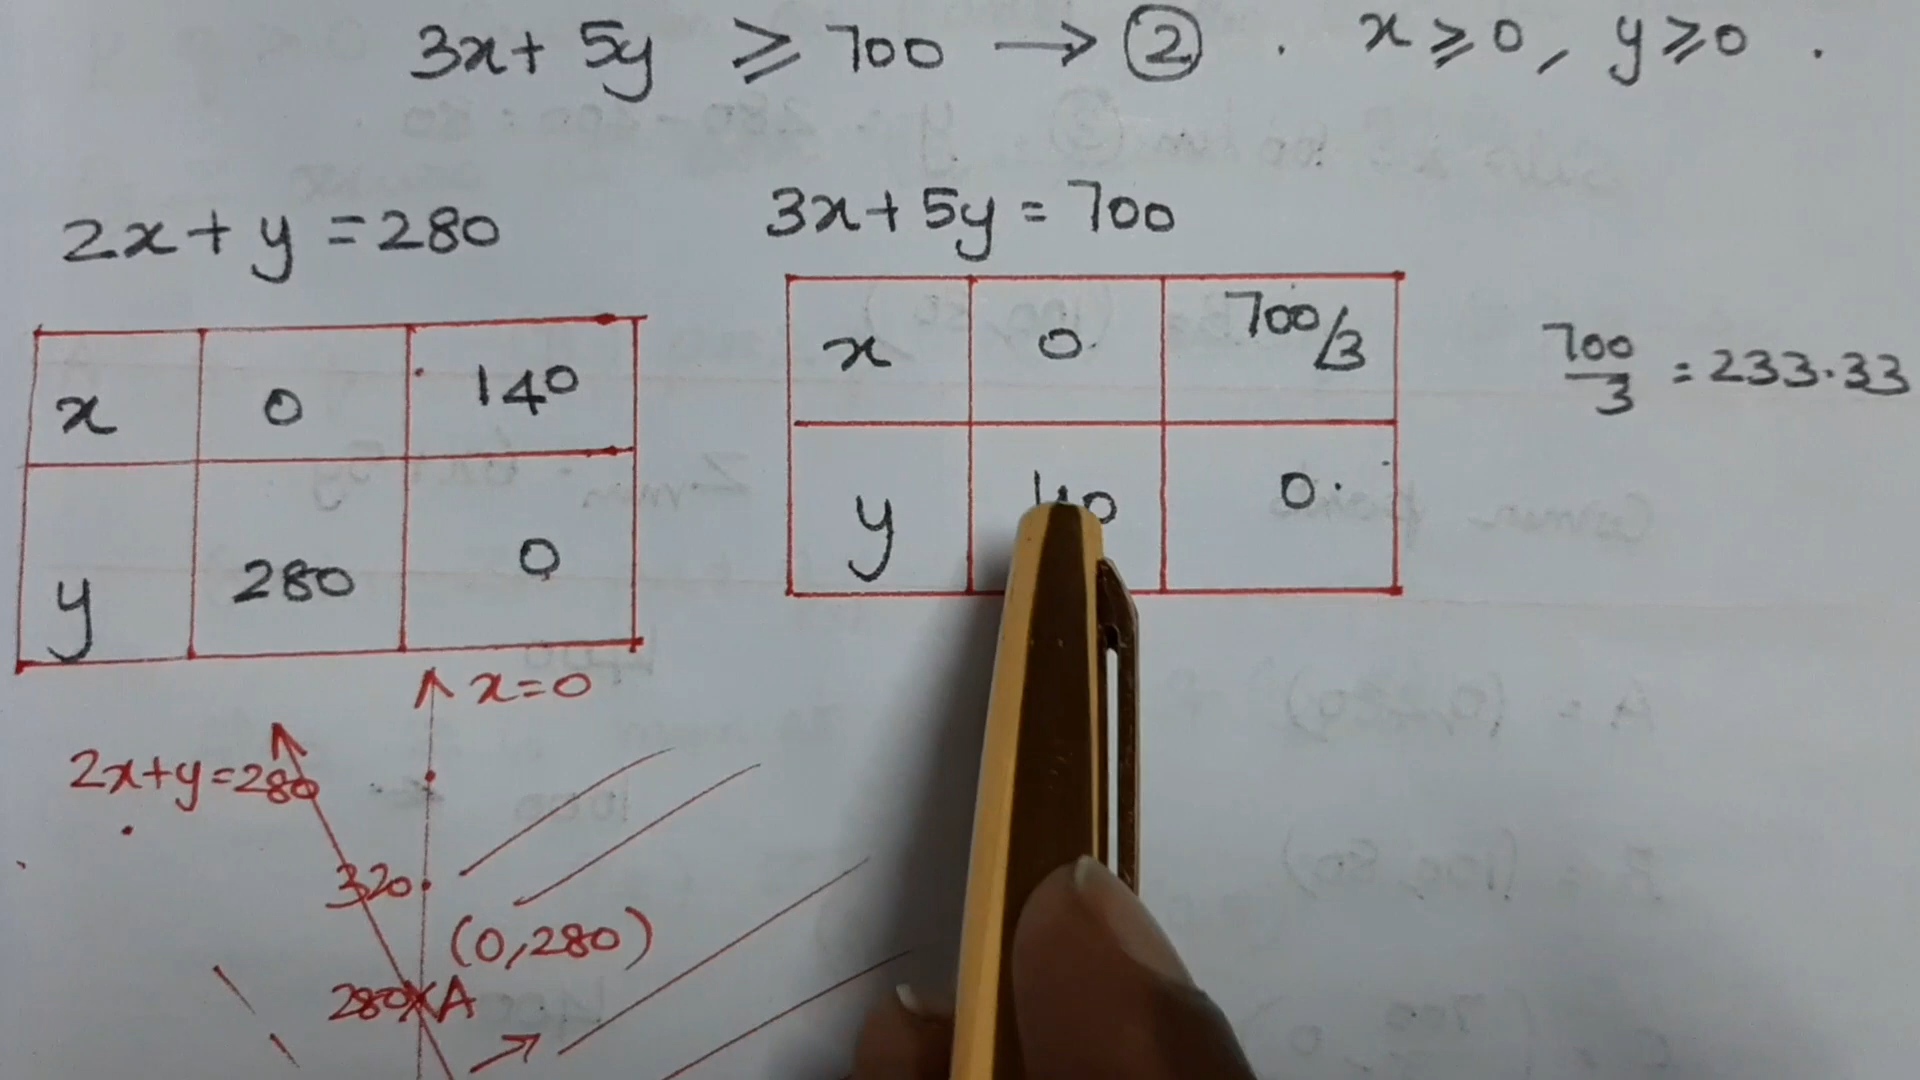 3x + 5y ≥ 700 → ② . x ≥ 0, y ≥ 0 .
2x + y = 280
3x + 5y = 700
x 0 140
y 280 0
x 0 700/3
y 0
700/3 = 233.33
x=0
2x+y=280
320
(0,280)
280 A